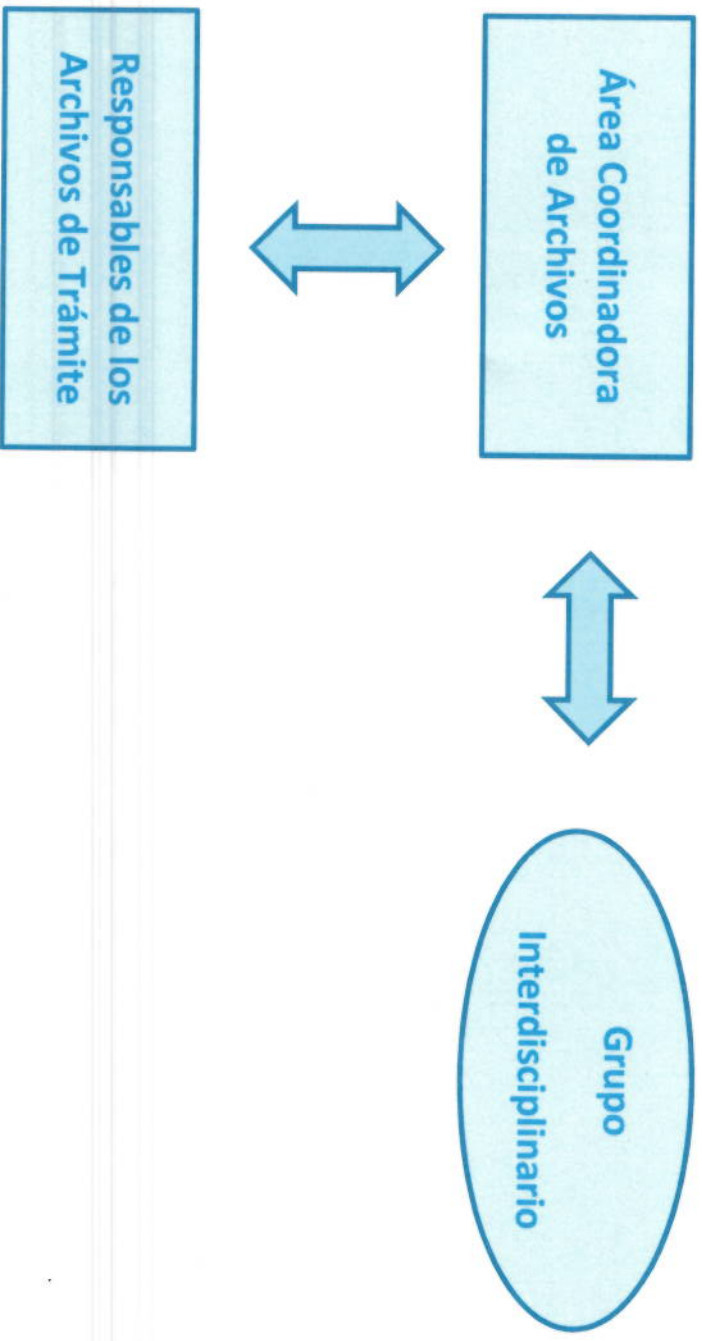 Área Coordinadora
de Archivos
Grupo
Interdisciplinario
Responsables de los
Archivos de Trámite